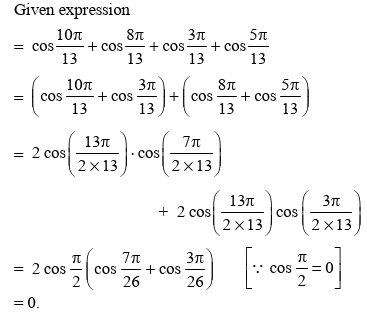 Given expression
= cos 10π/13 + cos 8π/13 + cos 3π/13 + cos 5π/13
= (cos 10π/13 + cos 3π/13) + (cos 8π/13 + cos 5π/13)
= 2 cos(13π/(2×13)) · cos(7π/(2×13))
+ 2 cos(13π/(2×13)) cos(3π/(2×13))
= 2 cos π/2 (cos 7π/26 + cos 3π/26) [∵ cos π/2 = 0]
= 0.